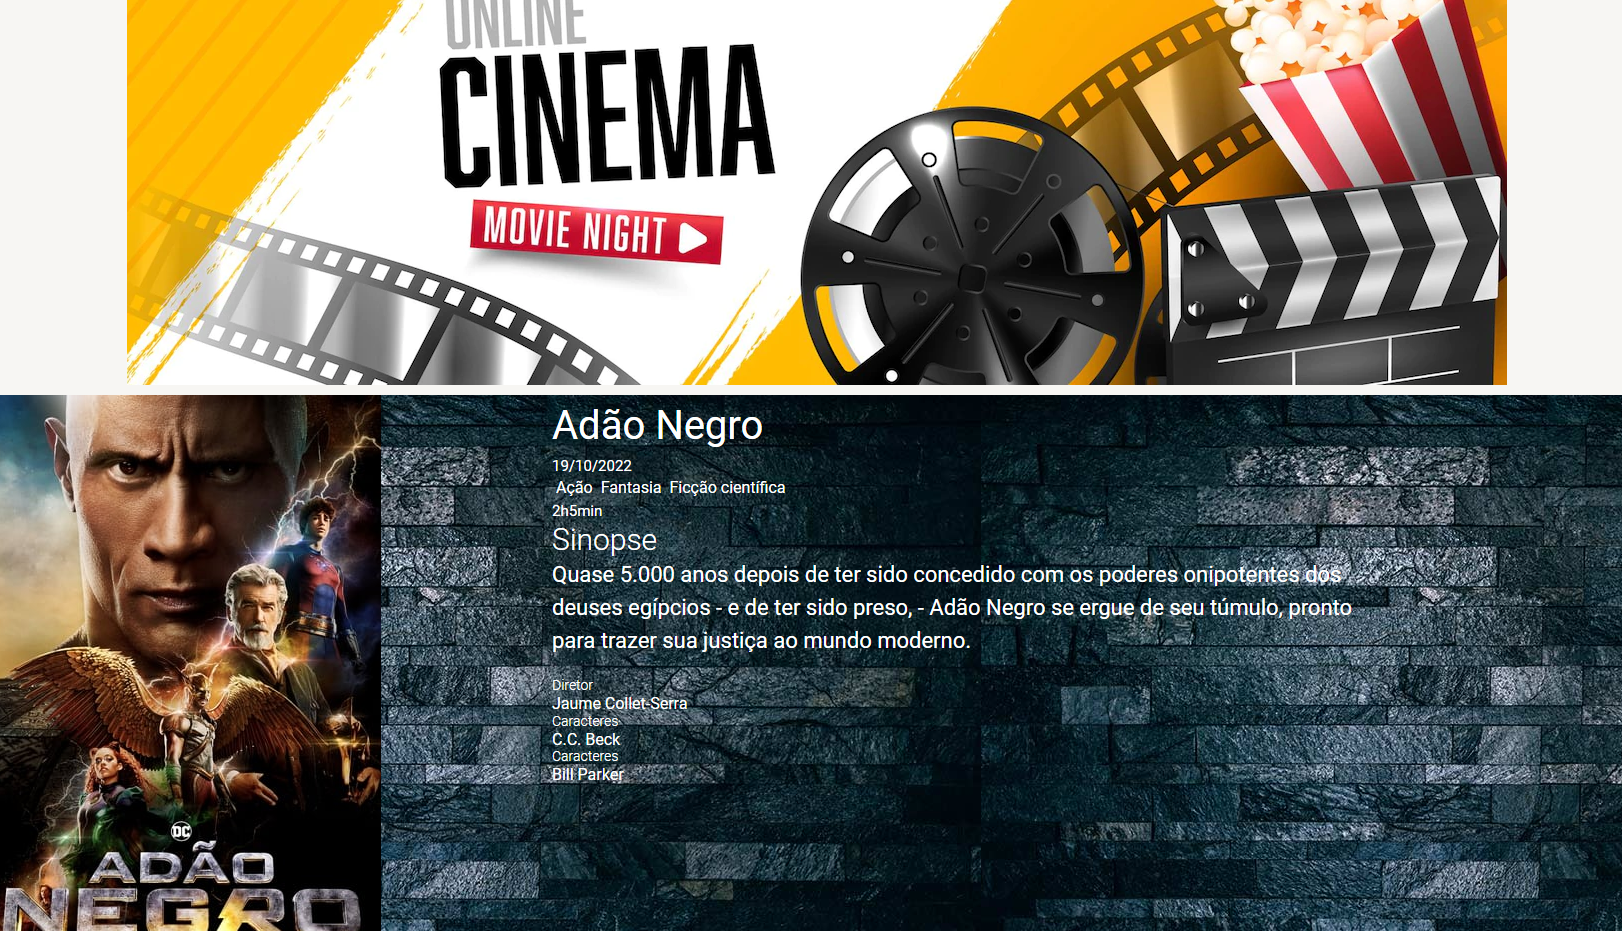 ONLINE
CINEMA
MOVIE NIGHT
Adão Negro
19/10/2022
Ação Fantasia Ficção científica
2h5min
Sinopse
Quase 5.000 anos depois de ter sido concedido com os poderes onipotentes dos
deuses egípcios - e de ter sido preso, - Adão Negro se ergue de seu túmulo, pronto
para trazer sua justiça ao mundo moderno.
Diretor
Jaume Collet-Serra
Caracteres
C.C. Beck
Caracteres
Bill Parker
DC
ADÃO
NEGRO